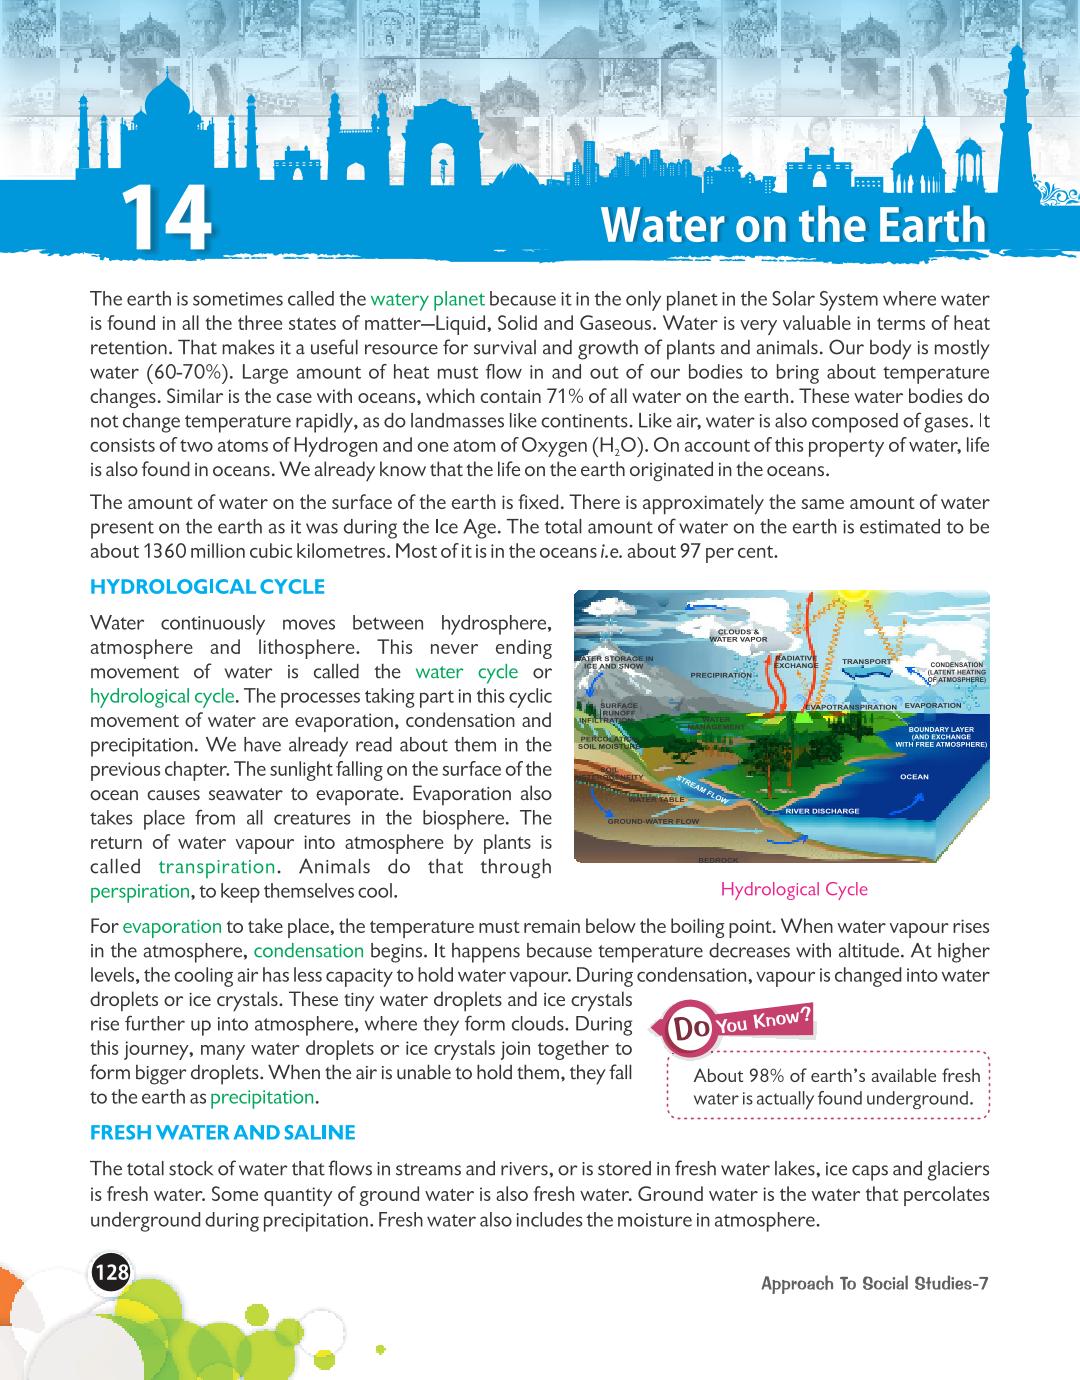 14
Water on the Earth
The earth is sometimes called the watery planet because it in the only planet in the Solar System where water
is found in all the three states of matter—Liquid, Solid and Gaseous. Water is very valuable in terms of heat
retention. That makes it a useful resource for survival and growth of plants and animals. Our body is mostly
water (60-70%). Large amount of heat must flow in and out of our bodies to bring about temperature
changes. Similar is the case with oceans, which contain 71% of all water on the earth. These water bodies do
not change temperature rapidly, as do landmasses like continents. Like air, water is also composed of gases. It
consists of two atoms of Hydrogen and one atom of Oxygen (H₂O). On account of this property of water, life
is also found in oceans. We already know that the life on the earth originated in the oceans.
The amount of water on the surface of the earth is fixed. There is approximately the same amount of water
present on the earth as it was during the Ice Age. The total amount of water on the earth is estimated to be
about 1360 million cubic kilometres. Most of it is in the oceans i.e. about 97 per cent.
HYDROLOGICAL CYCLE
Water continuously moves between hydrosphere,
atmosphere and lithosphere. This never ending
movement of water is called the water cycle or
hydrological cycle. The processes taking part in this cyclic
movement of water are evaporation, condensation and
precipitation. We have already read about them in the
previous chapter. The sunlight falling on the surface of the
ocean causes seawater to evaporate. Evaporation also
takes place from all creatures in the biosphere. The
return of water vapour into atmosphere by plants is
called transpiration. Animals do that through
perspiration, to keep themselves cool.
CLOUDS &
WATER VAPOR
WATER STORAGE IN
ICE AND SNOW
PRECIPITATION
RADIATIVE
EXCHANGE
TRANSPORT
CONDENSATION
(LATENT HEATING
OF ATMOSPHERE)
SURFACE
RUNOFF
INFILTRATION
EVAPOTRANSPIRATION
EVAPORATION
WATER
MANAGEMENT
PERCOLATION
SOIL MOISTURE
BOUNDARY LAYER
(AND EXCHANGE
WITH FREE ATMOSPHERE)
SOIL
HETEROGENEITY
OCEAN
STREAM FLOW
WATER TABLE
RIVER DISCHARGE
GROUND-WATER FLOW
BEDROCK
Hydrological Cycle
For evaporation to take place, the temperature must remain below the boiling point. When water vapour rises
in the atmosphere, condensation begins. It happens because temperature decreases with altitude. At higher
levels, the cooling air has less capacity to hold water vapour. During condensation, vapour is changed into water
droplets or ice crystals. These tiny water droplets and ice crystals
rise further up into atmosphere, where they form clouds. During
this journey, many water droplets or ice crystals join together to
form bigger droplets. When the air is unable to hold them, they fall
to the earth as precipitation.
Do You Know?
About 98% of earth's available fresh
water is actually found underground.
FRESH WATER AND SALINE
The total stock of water that flows in streams and rivers, or is stored in fresh water lakes, ice caps and glaciers
is fresh water. Some quantity of ground water is also fresh water. Ground water is the water that percolates
underground during precipitation. Fresh water also includes the moisture in atmosphere.
128
Approach To Social Studies-7